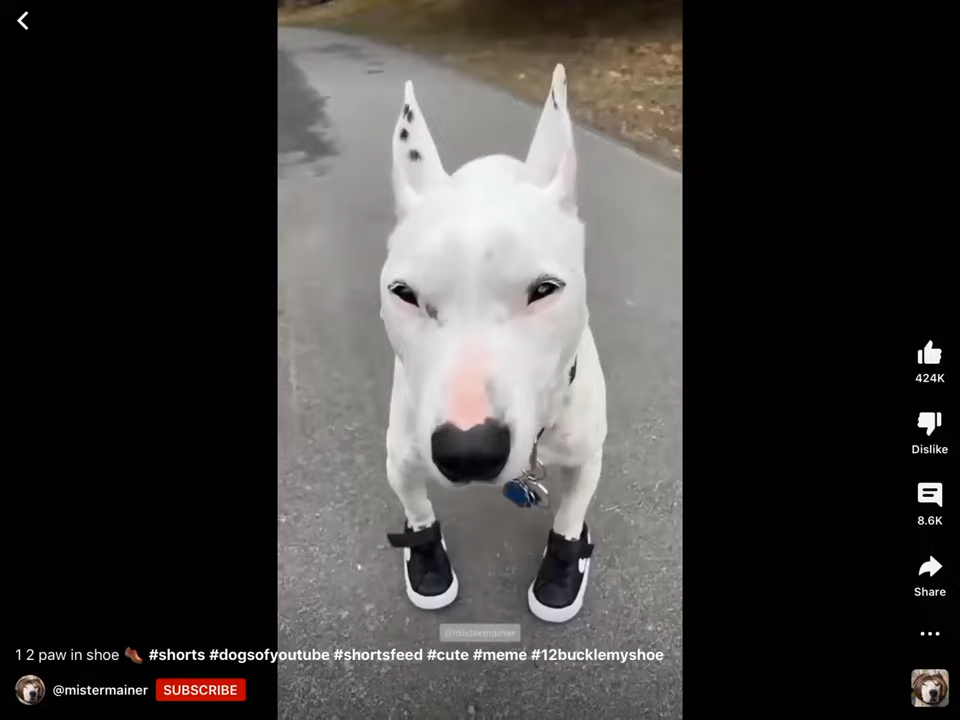 424K
Dislike
8.6K
Share
@mistermainer
1 2 paw in shoe 👞 #shorts #dogsofyoutube #shortsfeed #cute #meme #12bucklemyshoe
@mistermainer SUBSCRIBE